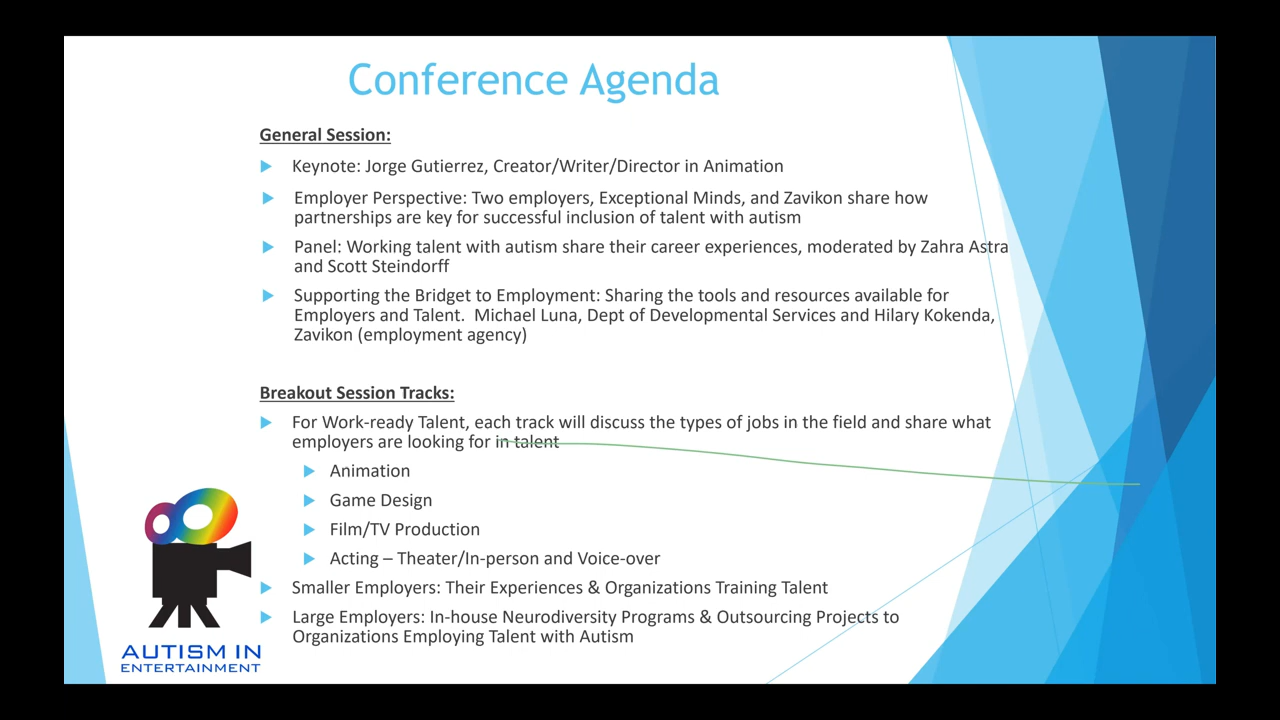 Conference Agenda
General Session:
Keynote: Jorge Gutierrez, Creator/Writer/Director in Animation
Employer Perspective: Two employers, Exceptional Minds, and Zavikon share how
partnerships are key for successful inclusion of talent with autism
Panel: Working talent with autism share their career experiences, moderated by Zahra Astra
and Scott Steindorff
Supporting the Bridget to Employment: Sharing the tools and resources available for
Employers and Talent.  Michael Luna, Dept of Developmental Services and Hilary Kokenda,
Zavikon (employment agency)
Breakout Session Tracks:
For Work-ready Talent, each track will discuss the types of jobs in the field and share what
employers are looking for in talent
Animation
Game Design
Film/TV Production
Acting – Theater/In-person and Voice-over
Smaller Employers: Their Experiences & Organizations Training Talent
Large Employers: In-house Neurodiversity Programs & Outsourcing Projects to
Organizations Employing Talent with Autism
AUTISM IN
ENTERTAINMENT